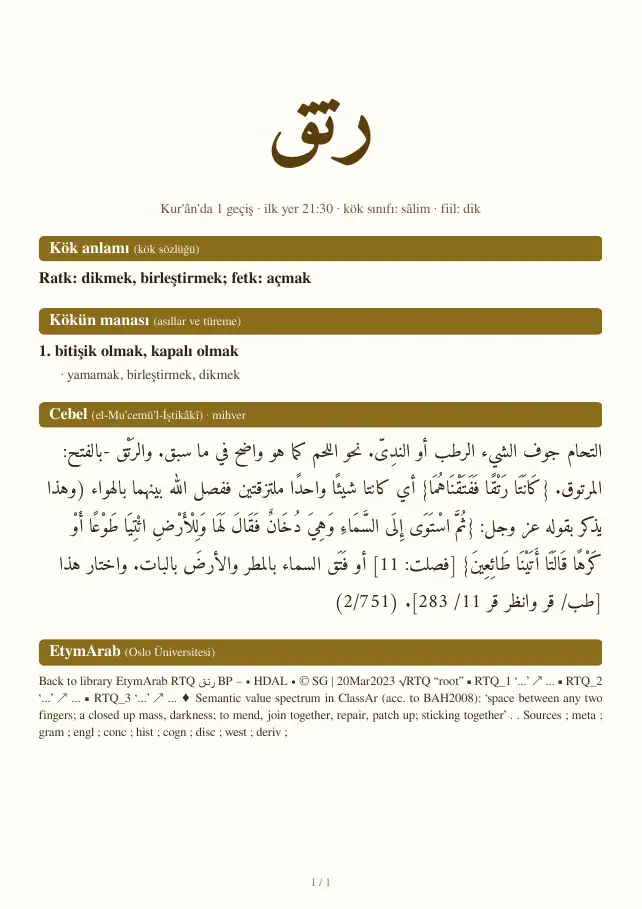 رتق
Kur'ân'da 1 geçiş · ilk yer 21:30 · kök sınıfı: sâlim · fiil: dik
Kök anlamı (kök sözlüğü)
Ratk: dikmek, birleştirmek; fetk: açmak
Kökün manası (asıllar ve türeme)
1. bitişik olmak, kapalı olmak
· yamamak, birleştirmek, dikmek
Cebel (el-Mu'cemü'l-İştikâkî) · mihver
التحام جوف الشيء الرطب أو النديّ. نحو اللحم كما هو واضح في ما سبق. والرَتْق -بالفتح:
المرتوق. {كَانَتَا رَتْقًا فَفَتَقْنَاهُمَا} أي كانتا شيئًا واحدًا ملتزقتين ففصل الله بينهما بالهواء (وهذا
يذكر بقوله عز وجل: {ثُمَّ اسْتَوَى إِلَى السَّمَاءِ وَهِيَ دُخَانٌ فَقَالَ لَهَا وَلِلْأَرْضِ ائْتِيَا طَوْعًا أَوْ
كَرْهًا قَالَتَا أَتَيْنَا طَائِعِينَ} [فصلت: 11] أو فَتَق السماء بالمطر والأرضَ بالبات. واختار هذا
[طب/ قر وانظر قر 11/ 283]. (2/751)
EtymArab (Oslo Üniversitesi)
Back to library EtymArab RTQ رتق BP – • HDAL • © SG | 20Mar2023 √RTQ “root” ▪ RTQ_1 ‘...’ ↗ ... ▪ RTQ_2
‘...’ ↗ ... ▪ RTQ_3 ‘...’ ↗ ... ♦ Semantic value spectrum in ClassAr (acc. to BAH2008): ‘space between any two
fingers; a closed up mass, darkness; to mend, join together, repair, patch up; sticking together’ . . Sources ; meta ;
gram ; engl ; conc ; hist ; cogn ; disc ; west ; deriv ;
1 / 1